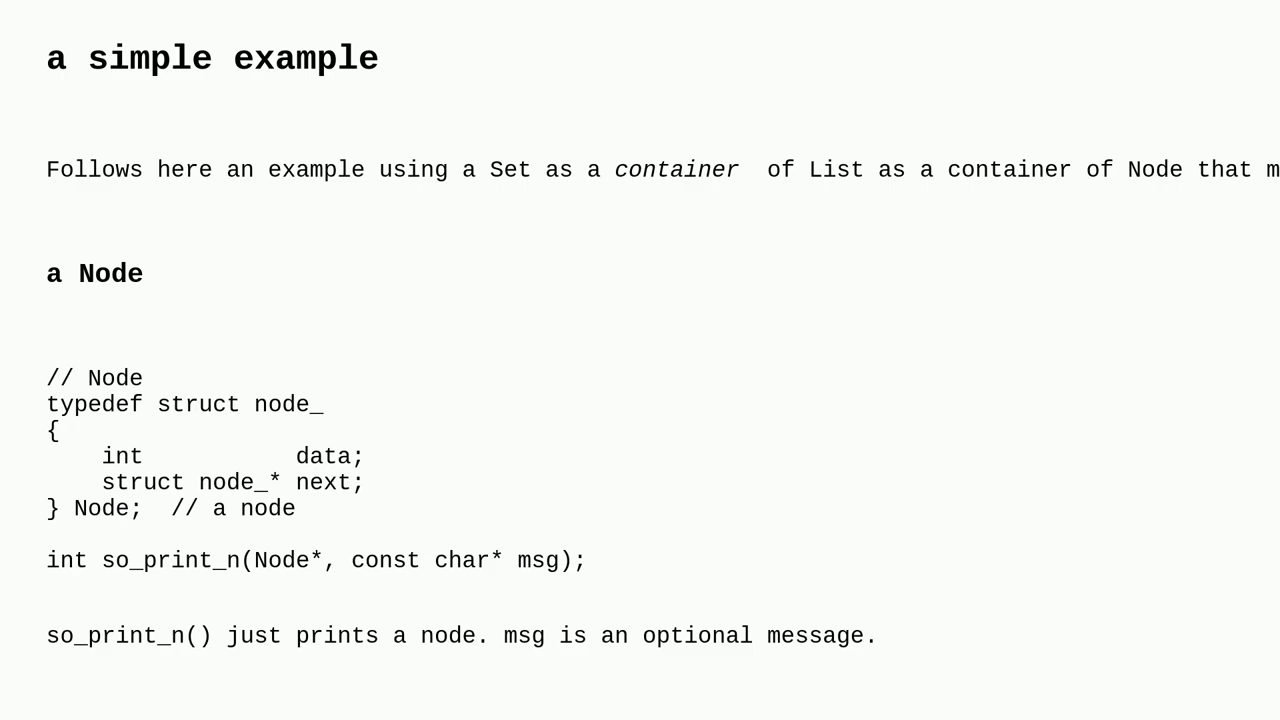 a simple example
Follows here an example using a Set as a container  of List as a container of Node that
a Node
// Node
typedef struct node_
{
    int           data;
    struct node_* next;
} Node;  // a node
int so_print_n(Node*, const char* msg);
so_print_n() just prints a node. msg is an optional message.